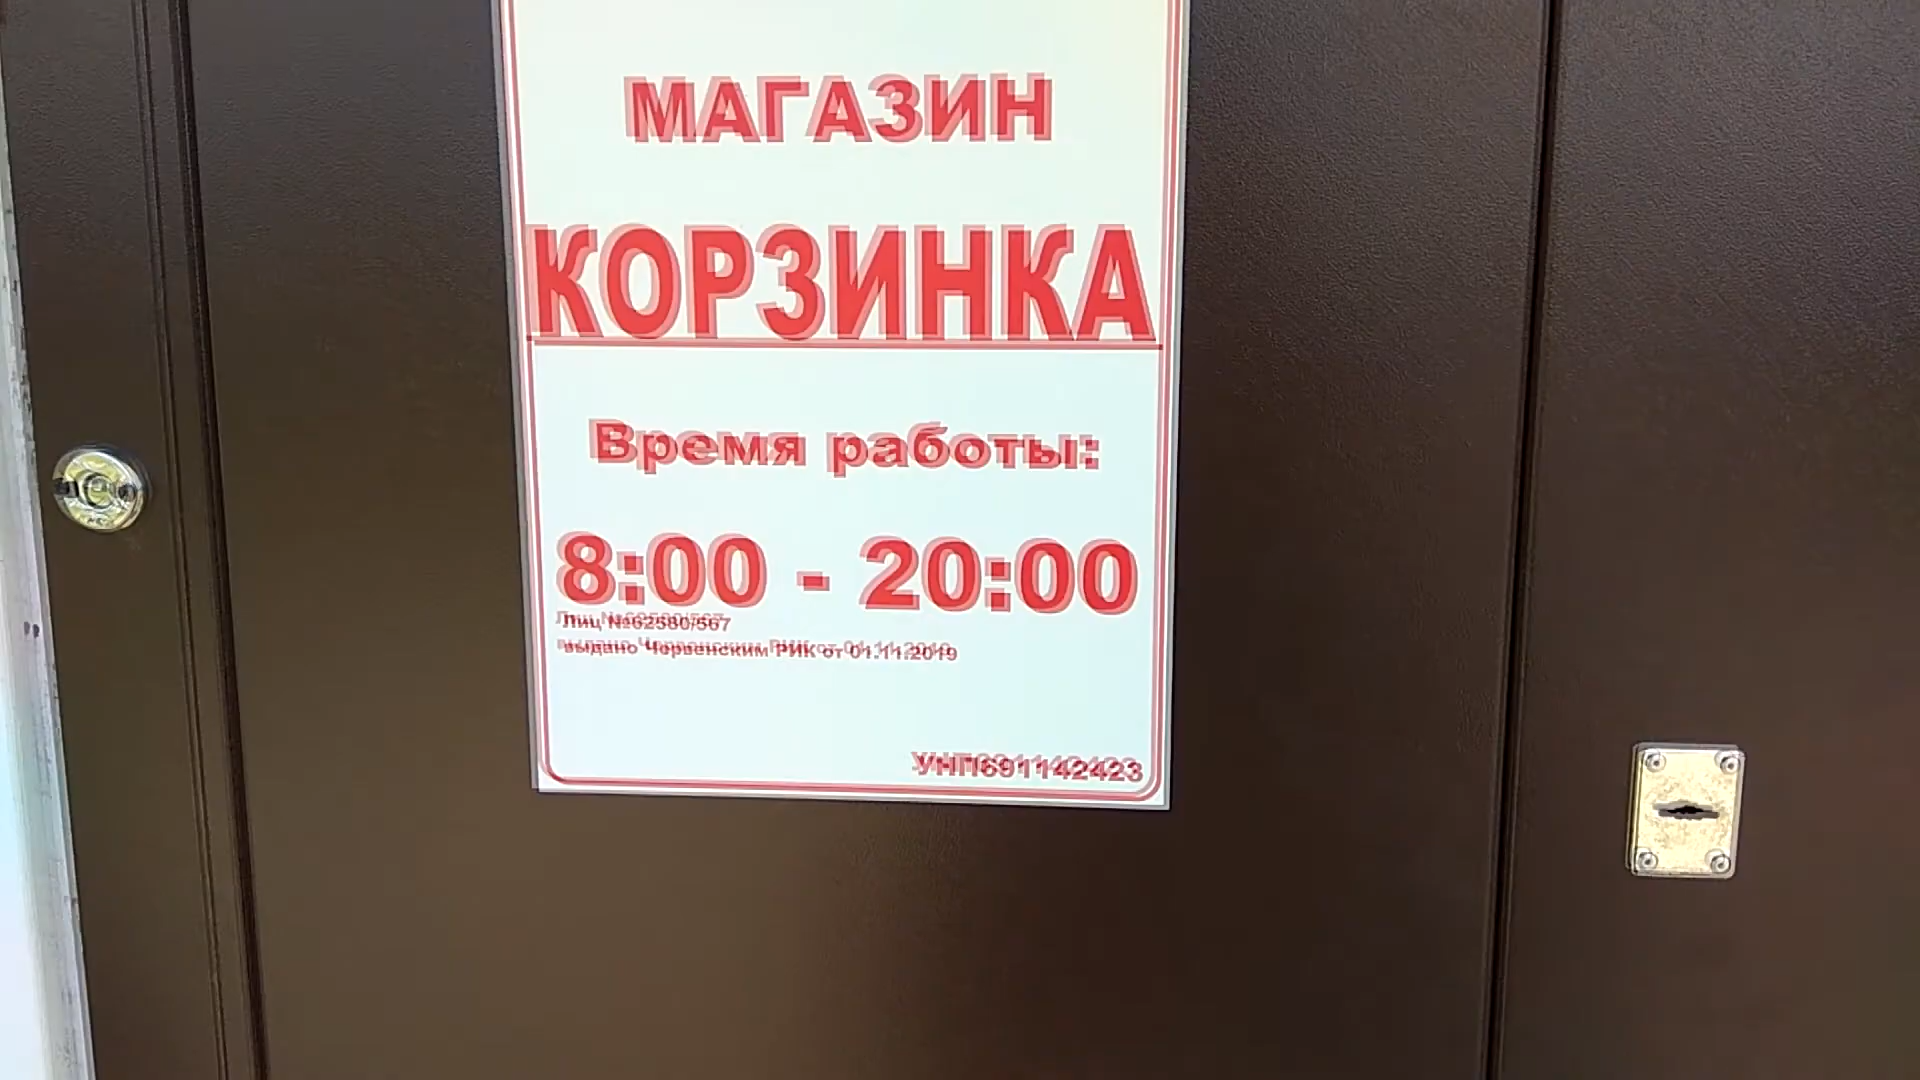 МАГАЗИН
КОРЗИНКА
Время работы:
8:00 - 20:00
Лиц №62580/567
выдано Червенским РИК от 01.11.2019
УНП691142423